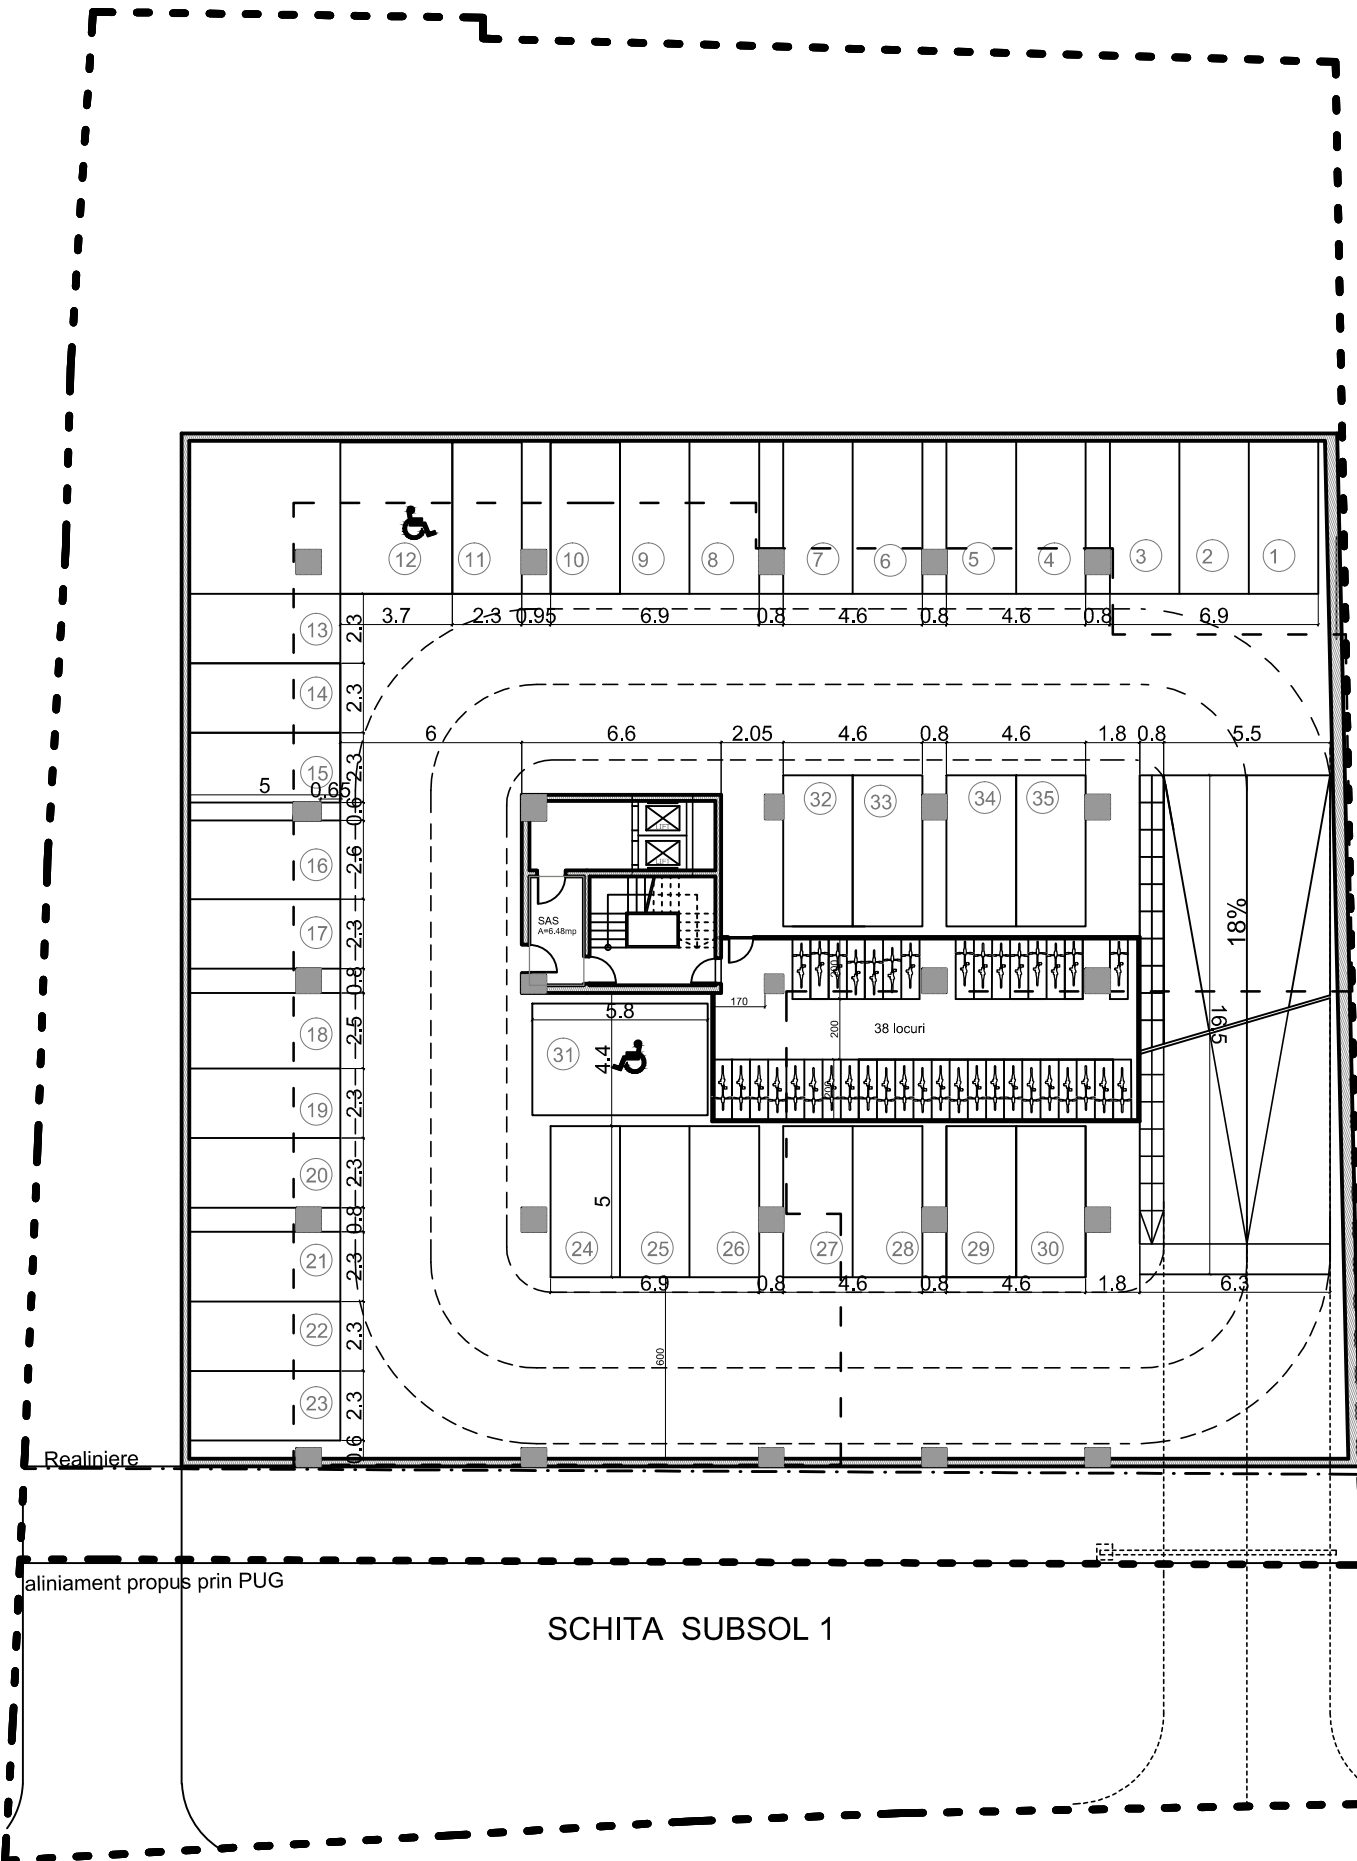 12 11 10 9 8 7 6 5 4 3 2 1
3.7 2.3 0.95 6.9 0.8 4.6 0.8 4.6 0.8 6.9
13 2.3
14 2.3
6 6.6 2.05 4.6 0.8 4.6 1.8 0.8 5.5
15 2.3
5 0.65
0.6
32 33 34 35
LIFT
LIFT
16 2.6
SAS
A=6.48mp
18%
17 2.3
200
0.8
170
5.8
16.5
18 2.5
200
38 locuri
31 4.4
200
19 2.3
20 2.3
5
0.8
24 25 26 27 28 29 30
21 2.3
6.9 0.8 4.6 0.8 4.6 1.8 6.3
22 2.3
600
23 2.3
0.6
Realiniere
aliniament propus prin PUG
SCHITA SUBSOL 1